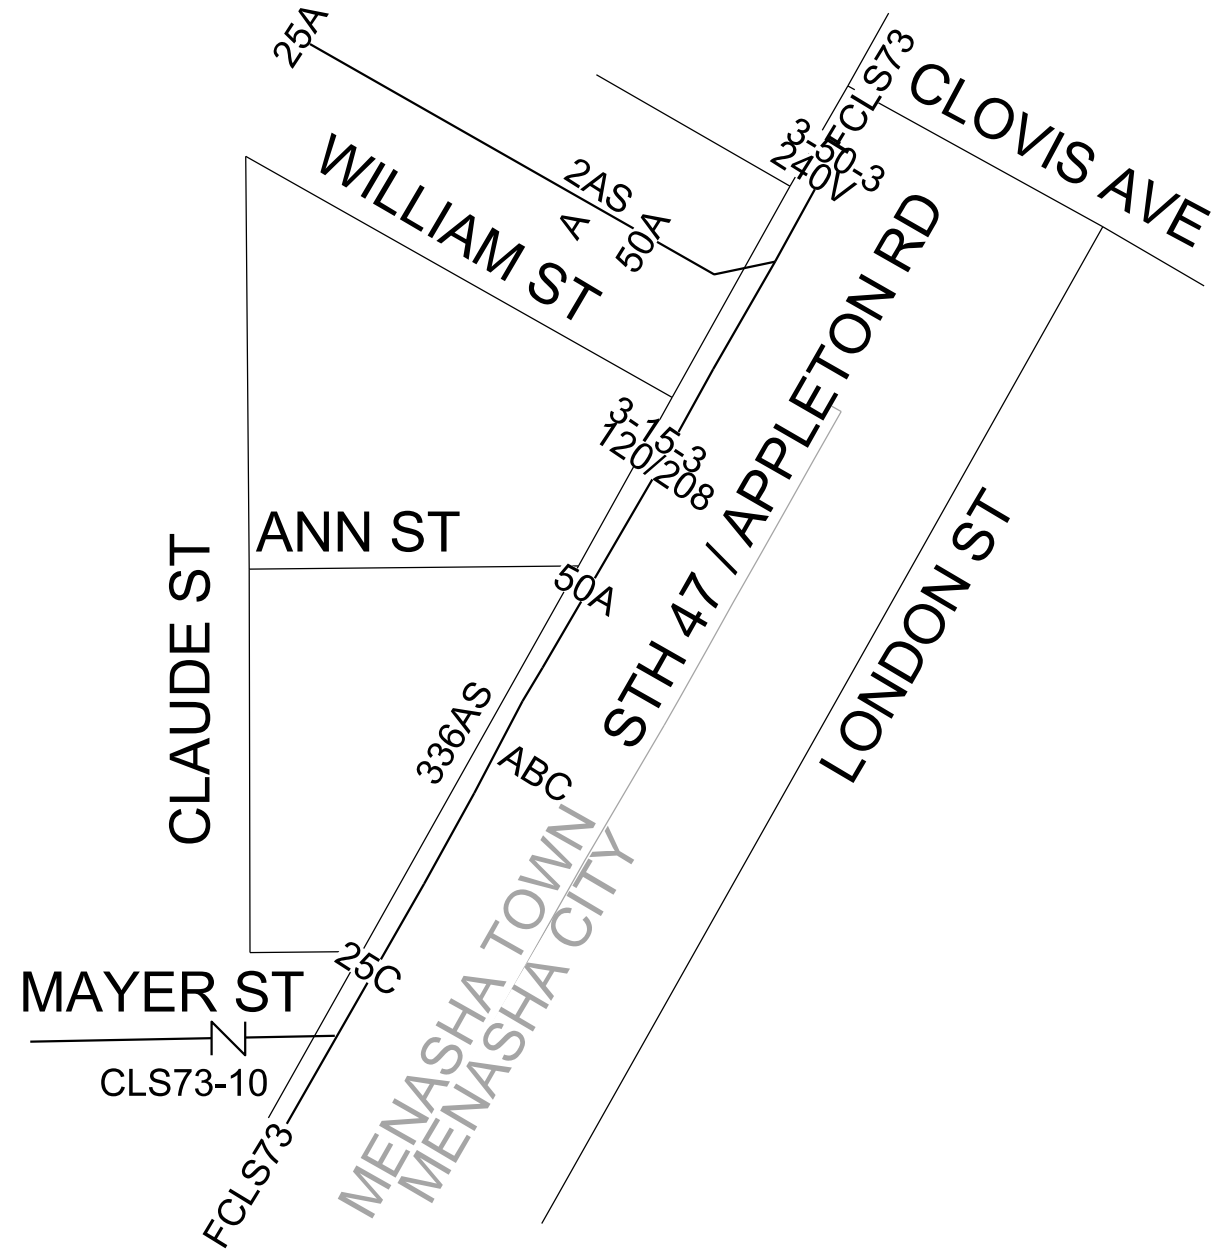 25A
FCLS73
CLOVIS AVE
3-50-3
240V
2AS
A
50A
WILLIAM ST
STH 47 / APPLETON RD
3-15-3
120/208
ANN ST
50A
CLAUDE ST
LONDON ST
336AS
ABC
MENASHA TOWN
MENASHA CITY
25C
MAYER ST
CLS73-10
FCLS73